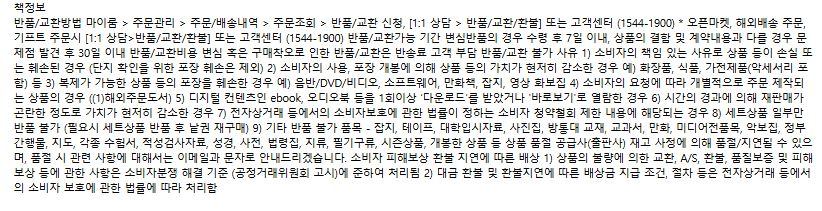 책정보
반품/교환방법 마이룸 > 주문관리 > 주문/배송내역 > 주문조회 > 반품/교환 신청, [1:1 상담 > 반품/교환/환불] 또는 고객센터 (1544-1900) * 오픈마켓, 해외배송 주문,
기프트 주문시 [1:1 상담>반품/교환/환불] 또는 고객센터 (1544-1900) 반품/교환가능 기간 변심반품의 경우 수령 후 7일 이내, 상품의 결함 및 계약내용과 다를 경우 문
제점 발견 후 30일 이내 반품/교환비용 변심 혹은 구매착오로 인한 반품/교환은 반송료 고객 부담 반품/교환 불가 사유 1) 소비자의 책임 있는 사유로 상품 등이 손실 또
는 훼손된 경우 (단지 확인을 위한 포장 훼손은 제외) 2) 소비자의 사용, 포장 개봉에 의해 상품 등의 가치가 현저히 감소한 경우 예) 화장품, 식품, 가전제품(악세서리 포
함) 등 3) 복제가 가능한 상품 등의 포장을 훼손한 경우 예) 음반/DVD/비디오, 소프트웨어, 만화책, 잡지, 영상 화보집 4) 소비자의 요청에 따라 개별적으로 주문 제작되
는 상품의 경우 ((1)해외주문도서) 5) 디지털 컨텐츠인 ebook, 오디오북 등을 1회이상 '다운로드'를 받았거나 '바로보기'로 열람한 경우 6) 시간의 경과에 의해 재판매가
곤란한 정도로 가치가 현저히 감소한 경우 7) 전자상거래 등에서의 소비자보호에 관한 법률이 정하는 소비자 청약철회 제한 내용에 해당되는 경우 8) 세트상품 일부만
반품 불가 (필요시 세트상품 반품 후 낱권 재구매) 9) 기타 반품 불가 품목 - 잡지, 테이프, 대학입시자료, 사진집, 방통대 교재, 교과서, 만화, 미디어전품목, 악보집, 정부
간행물, 지도, 각종 수험서, 적성검사자료, 성경, 사전, 법령집, 지류, 필기구류, 시즌상품, 개봉한 상품 등 상품 품절 공급사(출판사) 재고 사정에 의해 품절/지연될 수 있으
며, 품절 시 관련 사항에 대해서는 이메일과 문자로 안내드리겠습니다. 소비자 피해보상 환불 지연에 따른 배상 1) 상품의 불량에 의한 교환, A/S, 환불, 품질보증 및 피해
보상 등에 관한 사항은 소비자분쟁 해결 기준 (공정거래위원회 고시)에 준하여 처리됨 2) 대금 환불 및 환불지연에 따른 배상금 지급 조건, 절차 등은 전자상거래 등에서
의 소비자 보호에 관한 법률에 따라 처리함